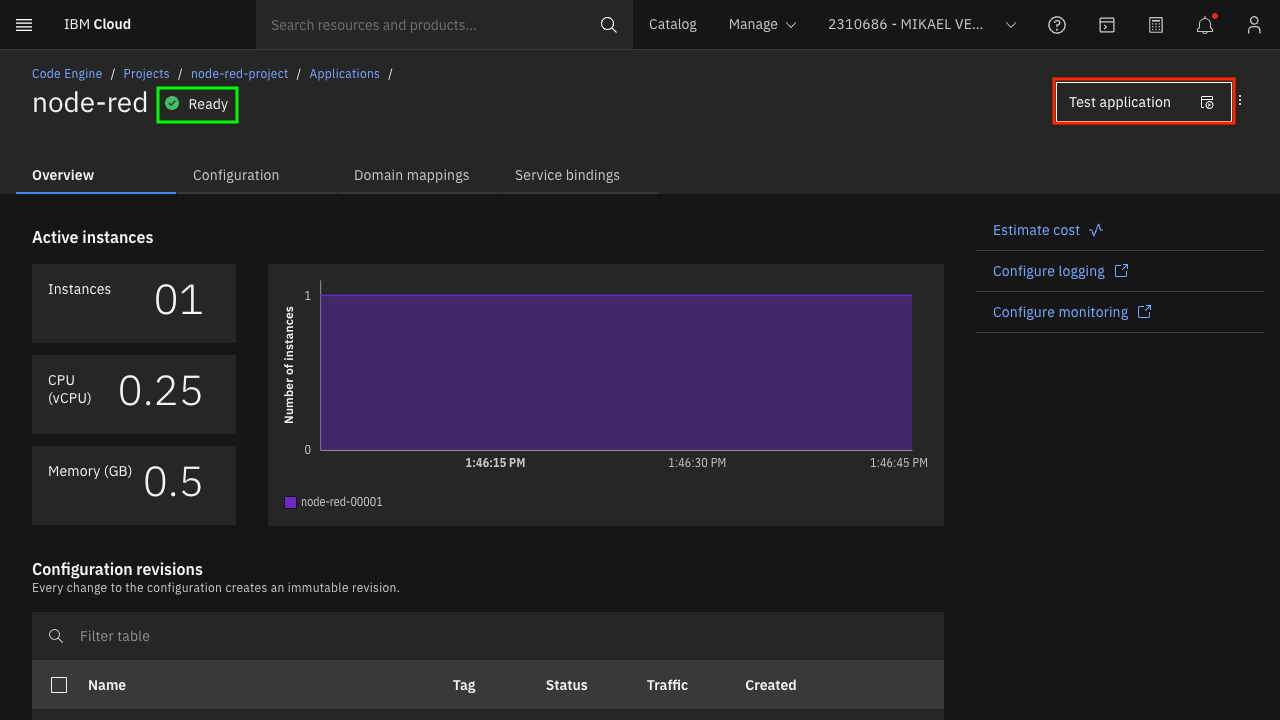 IBM Cloud
Search resources and products...
Catalog
Manage
2310686 - MIKAEL VE...
Code Engine / Projects / node-red-project / Applications /
node-red
Ready
Test application
Overview
Configuration
Domain mappings
Service bindings
Active instances
Instances
01
CPU
(vCPU)
0.25
Memory (GB)
0.5
Number of instances
1
0
1:46:15 PM
1:46:30 PM
1:46:45 PM
node-red-00001
Estimate cost
Configure logging
Configure monitoring
Configuration revisions
Every change to the configuration creates an immutable revision.
Filter table
Name
Tag
Status
Traffic
Created